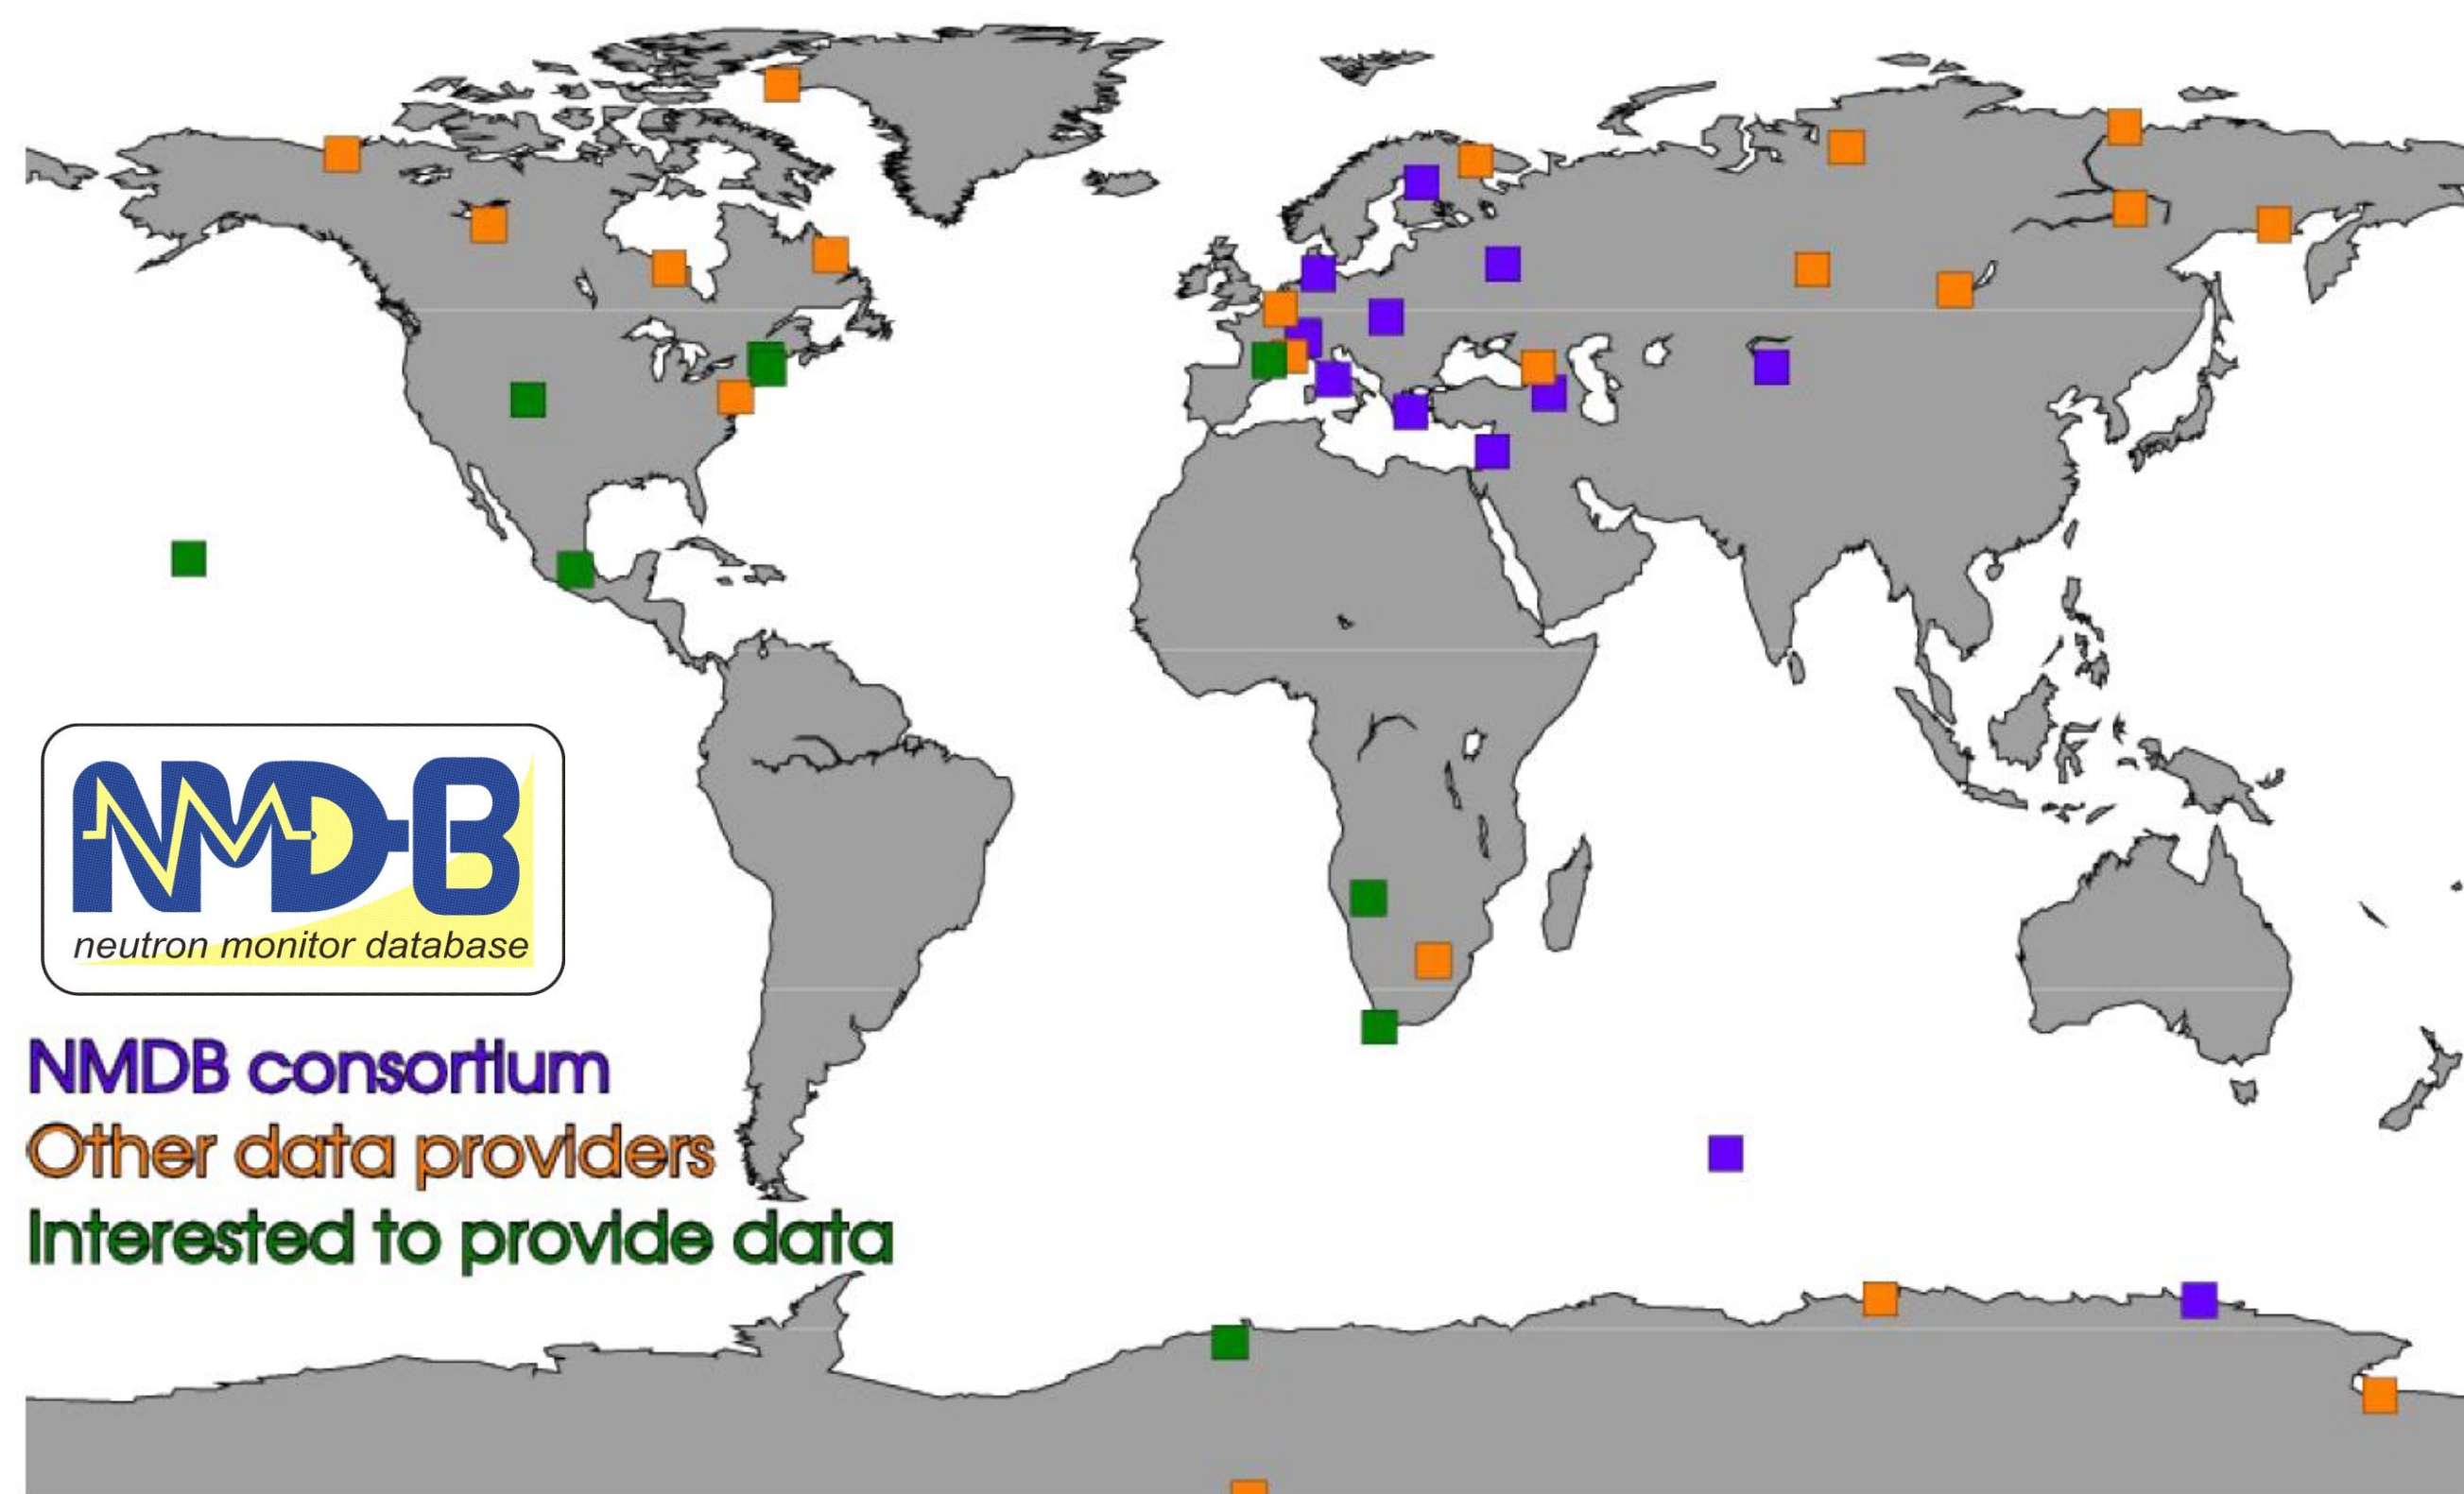 NMDB
neutron monitor database
NMDB consortium
Other data providers
Interested to provide data